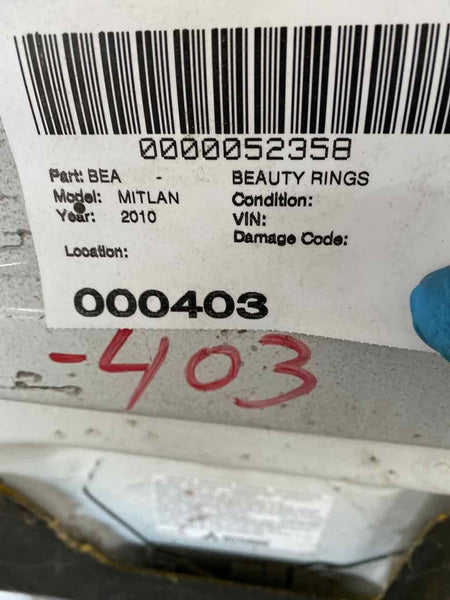 0000052358
Part: BEA - BEAUTY RINGS
Model: MITLAN Condition:
Year: 2010 VIN:
Damage Code:
Location:
000403
-403